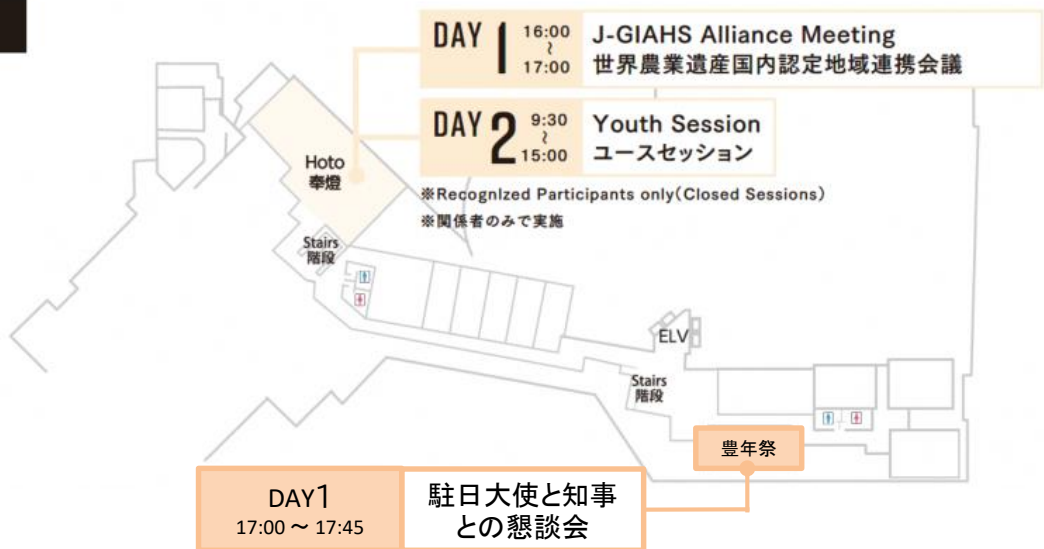 DAY 1 16:00 ~ 17:00
J-GIAHS Alliance Meeting
世界農業遺産国内認定地域連携会議
DAY 2 9:30 ~ 15:00
Youth Session
ユースセッション
※RecognIzed Participants only(Closed Sessions)
※関係者のみで実施
Hoto
奉燈
Stairs
階段
ELV
Stairs
階段
豊年祭
DAY1
17:00 ～ 17:45
駐日大使と知事
との懇談会